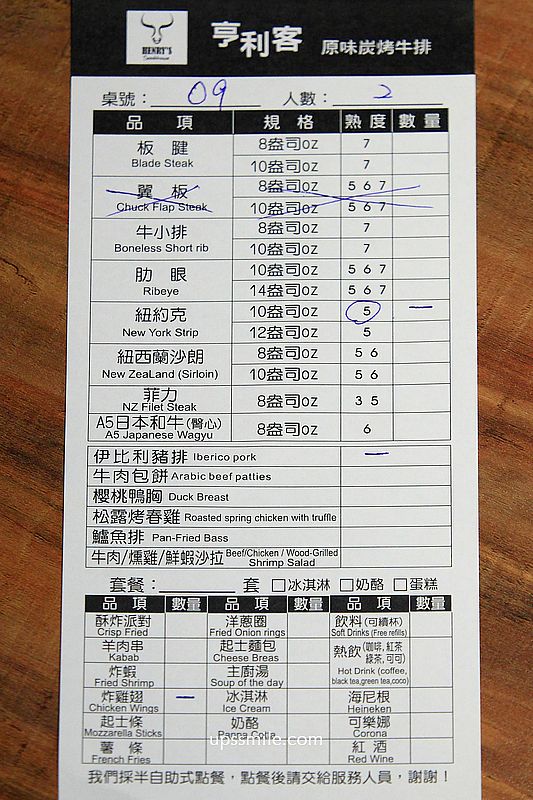 HENRY'S
Steakhouse
亨利客 原味炭烤牛排
桌號： 09 人數： 2
品 項 規 格 熟 度 數 量
板 腱 8盎司oz 7
Blade Steak 10盎司oz 7
翼 板 8盎司oz 5 6 7
Chuck Flap Steak 10盎司oz 5 6 7
牛小排 8盎司oz 7
Boneless Short rib 10盎司oz 7
肋 眼 10盎司oz 5 6 7
Ribeye 14盎司oz 5 6 7
紐約克 10盎司oz 5 一
New York Strip 12盎司oz 5
紐西蘭沙朗 8盎司oz 5 6
New ZeaLand (Sirloin) 10盎司oz 5 6
菲力 8盎司oz 3 5
NZ Filet Steak
A5日本和牛(臀心) 8盎司oz 6
A5 Japanese Wagyu
伊比利豬排 Iberico pork 一
牛肉包餅 Arabic beef patties
櫻桃鴨胸 Duck Breast
松露烤春雞 Roasted spring chicken with truffle
鱸魚排 Pan-Fried Bass
牛肉/燻雞/鮮蝦沙拉 Beef/Chicken / Wood-Grilled Shrimp Salad
套餐： 套 □冰淇淋 □奶酪 □蛋糕
品 項 數量 品 項 數量 品 項 數量
酥炸派對 洋蔥圈 飲料(可續杯)
Crisp Fried Fried Onion rings Soft Drinks (Free refills)
羊肉串 起士麵包 熱飲(咖啡, 紅茶 綠茶, 可可)
Kabab Cheese Breas
炸蝦 主廚湯 Hot Drink (coffee,
Fried Shrimp Soup of the day black tea,green tea,coco)
炸雞翅 一 冰淇淋 海尼根
Chicken Wings Ice Cream Heineken
起士條 奶酪 可樂娜
Mozzarella Sticks Panna Cotta Corona
薯 條 紅 酒
French Fries Red Wine
upssmile.com
我們採半自助式點餐，點餐後請交給服務人員，謝謝！